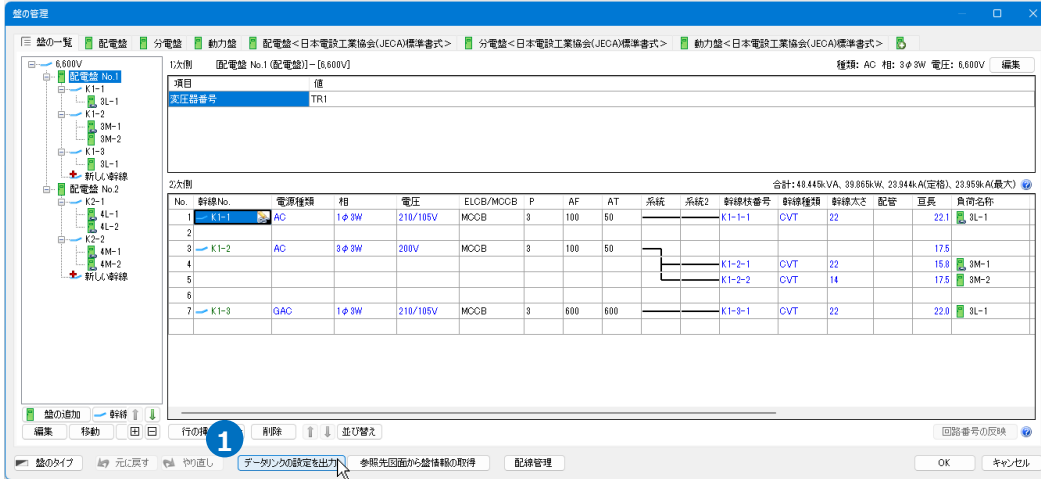 盤の管理
盤の一覧 配電盤 分電盤 動力盤 配電盤<日本電設工業協会(JECA)標準書式> 分電盤<日本電設工業協会(JECA)標準書式> 動力盤<日本電設工業協会(JECA)標準書式>
6,600V
配電盤 No.1
K1-1
3L-1
K1-2
3M-1
3M-2
K1-3
3L-1
新しい幹線
配電盤 No.2
K2-1
4L-1
4L-2
K2-2
4M-1
4M-2
新しい幹線
盤の追加 幹線
編集 移動
1次側 [配電盤 No.1(配電盤)]-[6,600V] 種類: AC 相: 3φ3W 電圧: 6,600V 編集
項目 値
変圧器番号 TR1
2次側 合計:48.445kVA、39.865kW、23.944kA(定格)、23.959kA(最大)
No. 幹線No. 電源種類 相 電圧 ELCB/MCCB P AF AT 系統 系統2 幹線枝番号 幹線種類 幹線太さ 配管 亘長 負荷名称
1 K1-1 AC 1φ3W 210/105V MCCB 3 100 50 K1-1-1 CVT 22 22.1 3L-1
2
3 K1-2 AC 3φ3W 200V MCCB 3 100 50 17.5
4 K1-2-1 CVT 22 15.8 3M-1
5 K1-2-2 CVT 14 17.5 3M-2
6
7 K1-3 GAC 1φ3W 210/105V MCCB 3 600 600 K1-3-1 CVT 22 22.0 3L-1
行の挿 削除 並び替え 回路番号の反映
1
盤のタイプ 元に戻す やり直し データリンクの設定を出力 参照先図面から盤情報の取得 配線管理 OK キャンセル